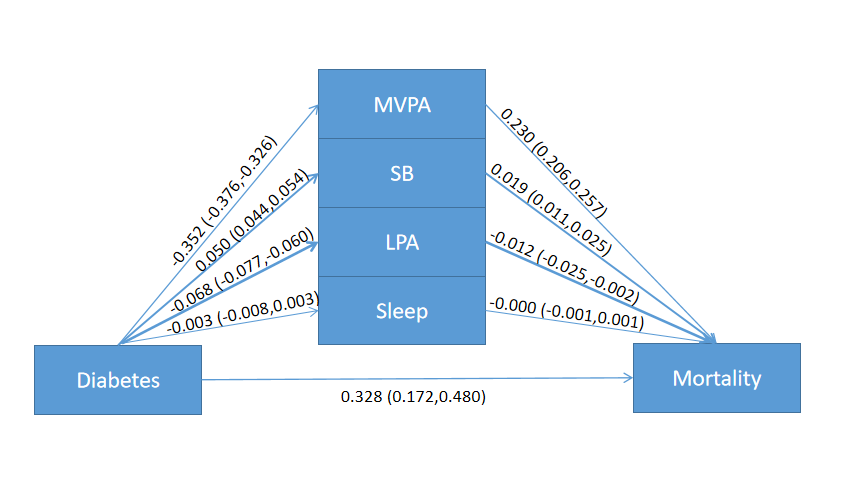 MVPA
SB
LPA
Sleep
Diabetes
Mortality
-0.352 (-0.376,-0.326)
0.050 (0.044,0.054)
-0.068 (-0.077,-0.060)
-0.003 (-0.008,0.003)
0.230 (0.206,0.257)
0.019 (0.011,0.025)
-0.012 (-0.025,-0.002)
-0.000 (-0.001,0.001)
0.328 (0.172,0.480)